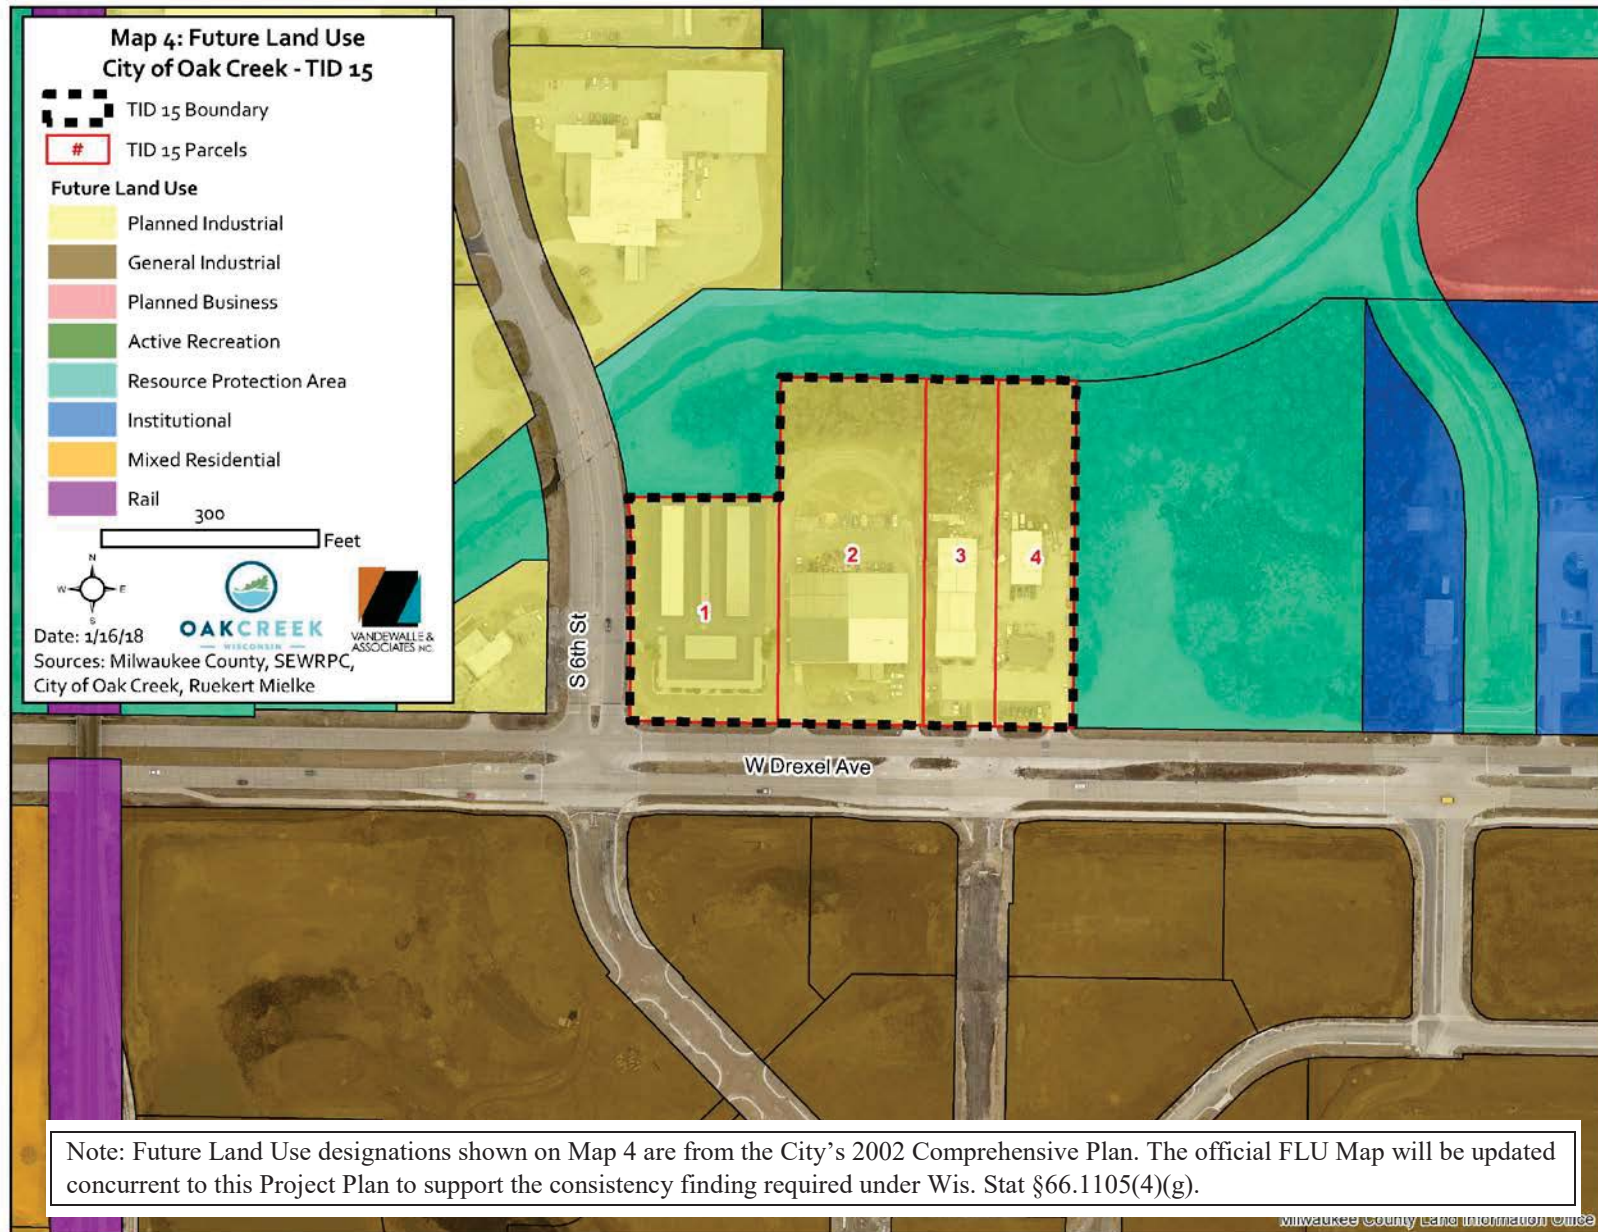 Map 4: Future Land Use
City of Oak Creek - TID 15
TID 15 Boundary
# TID 15 Parcels
Future Land Use
Planned Industrial
General Industrial
Planned Business
Active Recreation
Resource Protection Area
Institutional
Mixed Residential
Rail
300
Feet
N
W E
S
OAKCREEK
WISCONSIN
VANDEWALLE &
ASSOCIATES INC.
Date: 1/16/18
Sources: Milwaukee County, SEWRPC,
City of Oak Creek, Ruekert Mielke
1
2
3
4
S 6th St
W Drexel Ave
Note: Future Land Use designations shown on Map 4 are from the City’s 2002 Comprehensive Plan. The official FLU Map will be updated
concurrent to this Project Plan to support the consistency finding required under Wis. Stat §66.1105(4)(g).
Milwaukee County Land Information Office